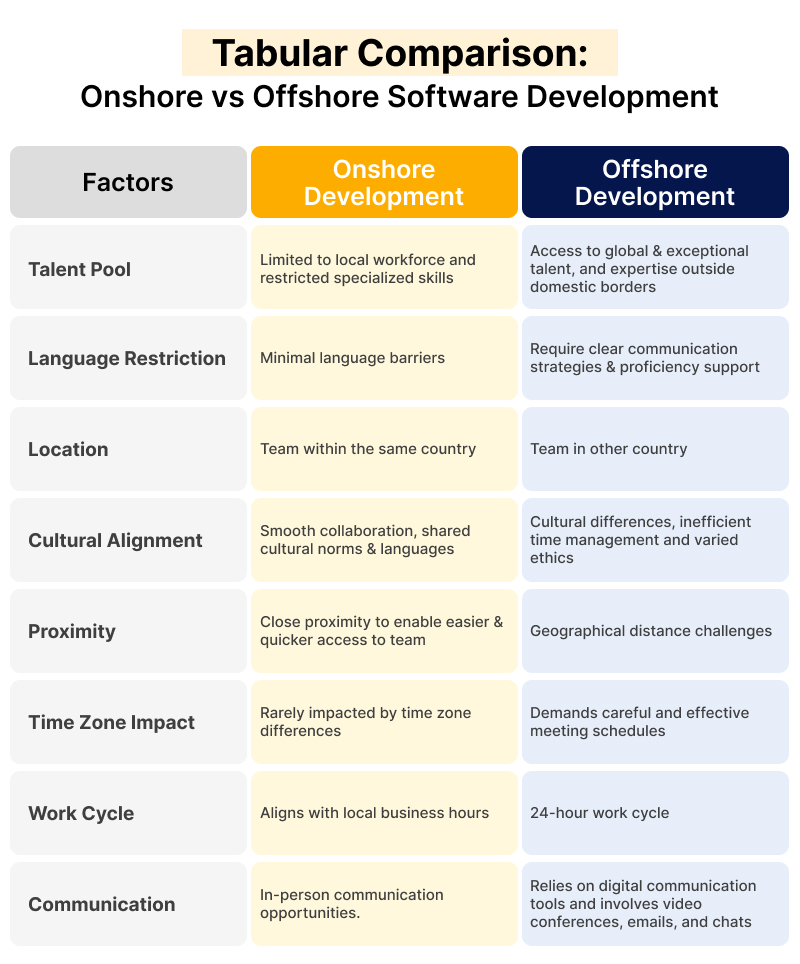 Tabular Comparison:
Onshore vs Offshore Software Development
Factors
Onshore
Development
Offshore
Development
Talent Pool
Limited to local workforce and
restricted specialized skills
Access to global & exceptional
talent, and expertise outside
domestic borders
Language Restriction
Minimal language barriers
Require clear communication
strategies & proficiency support
Location
Team within the same country
Team in other country
Cultural Alignment
Smooth collaboration, shared
cultural norms & languages
Cultural differences, inefficient
time management and varied
ethics
Proximity
Close proximity to enable easier &
quicker access to team
Geographical distance challenges
Time Zone Impact
Rarely impacted by time zone
differences
Demands careful and effective
meeting schedules
Work Cycle
Aligns with local business hours
24-hour work cycle
Communication
In-person communication
opportunities.
Relies on digital communication
tools and involves video
conferences, emails, and chats